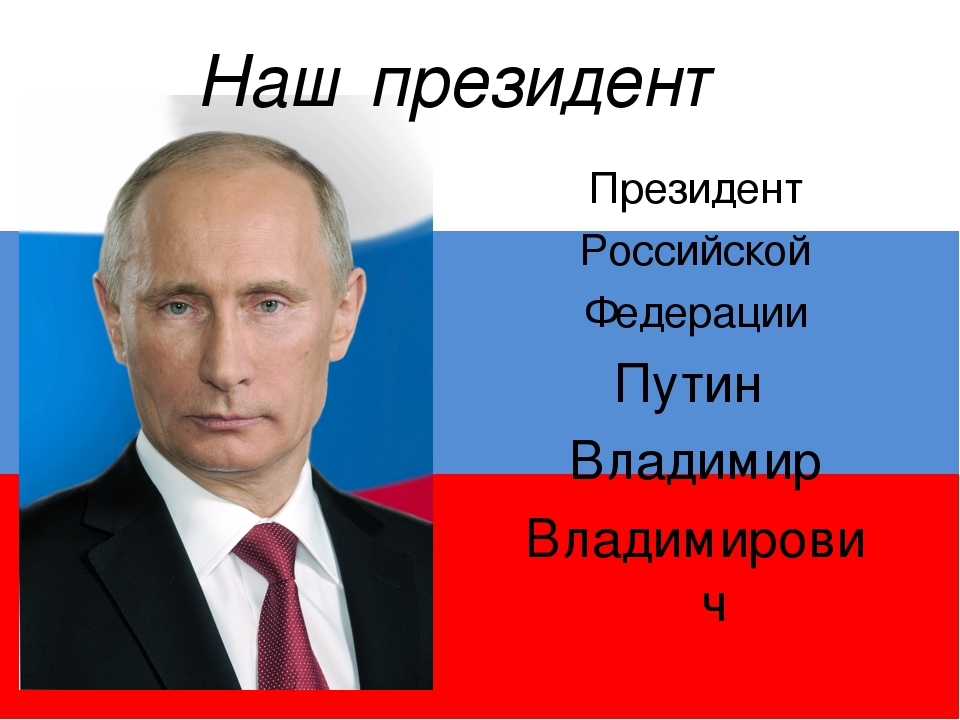 Наш президент
Президент
Российской
Федерации
Путин
Владимир
Владимирови
ч